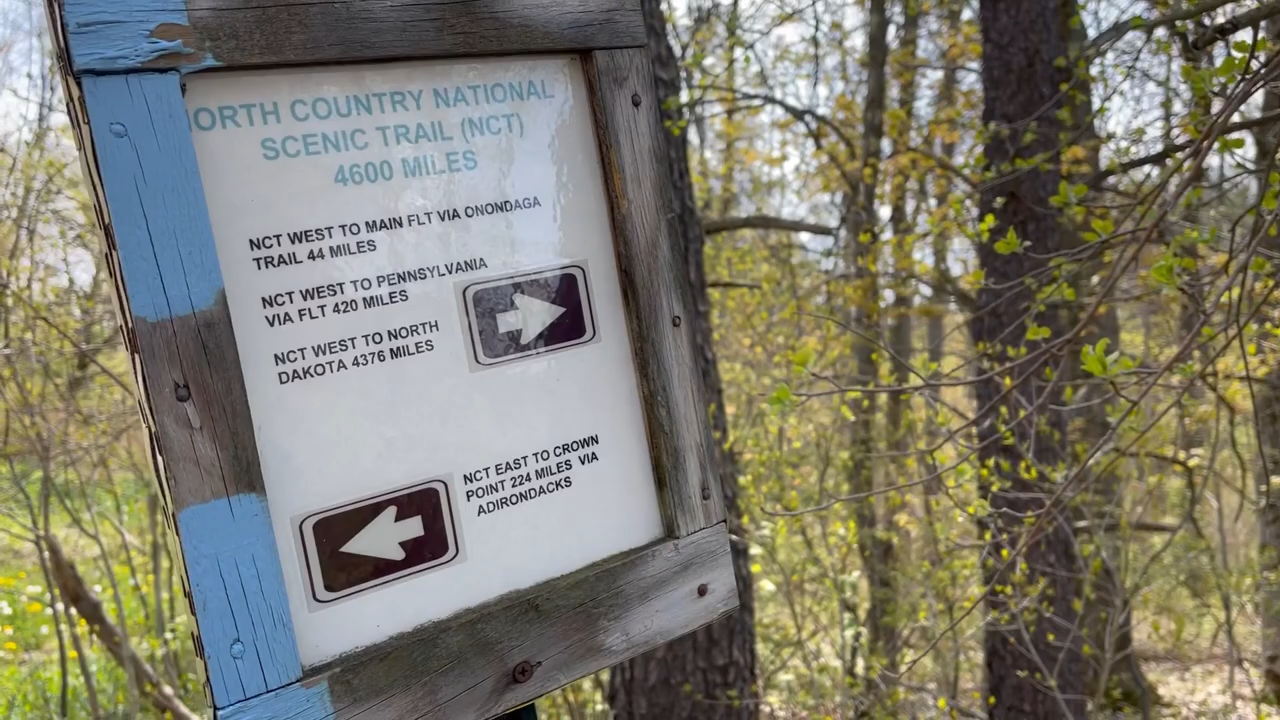 ORTH COUNTRY NATIONAL
SCENIC TRAIL (NCT)
4600 MILES
NCT WEST TO MAIN FLT VIA ONONDAGA
TRAIL 44 MILES
NCT WEST TO PENNSYLVANIA
VIA FLT 420 MILES
NCT WEST TO NORTH
DAKOTA 4376 MILES
NCT EAST TO CROWN
POINT 224 MILES VIA
ADIRONDACKS